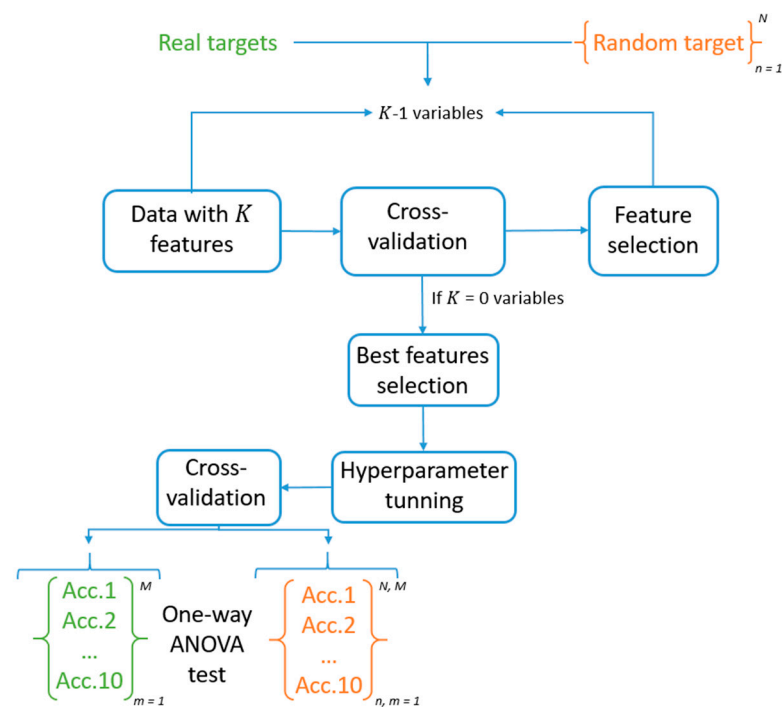 Real targets
{Random target}
N
n = 1
K-1 variables
Data with K
features
Cross-
validation
Feature
selection
If K = 0 variables
Best features
selection
Cross-
validation
Hyperparameter
tunning
Acc.1
Acc.2
...
Acc.10
M
m = 1
One-way
ANOVA
test
Acc.1
Acc.2
...
Acc.10
N, M
n, m = 1